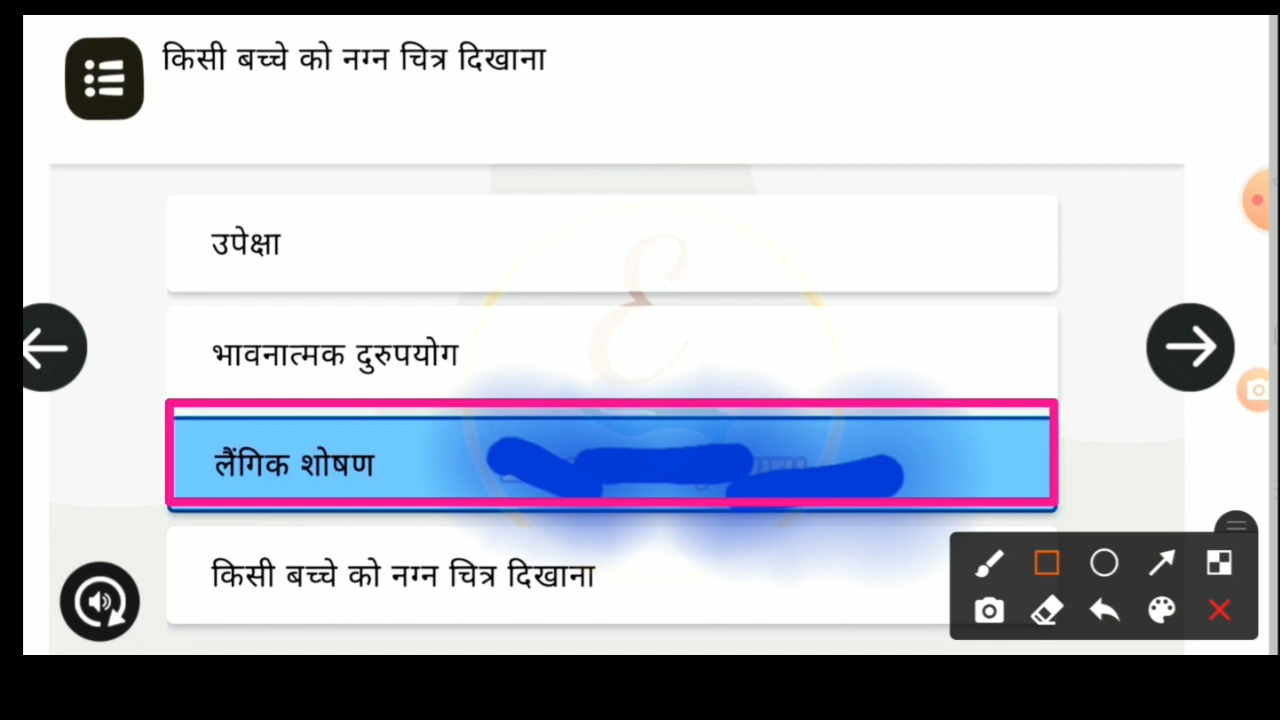 किसी बच्चे को नग्न चित्र दिखाना
उपेक्षा
भावनात्मक दुरुपयोग
लैंगिक शोषण
किसी बच्चे को नग्न चित्र दिखाना